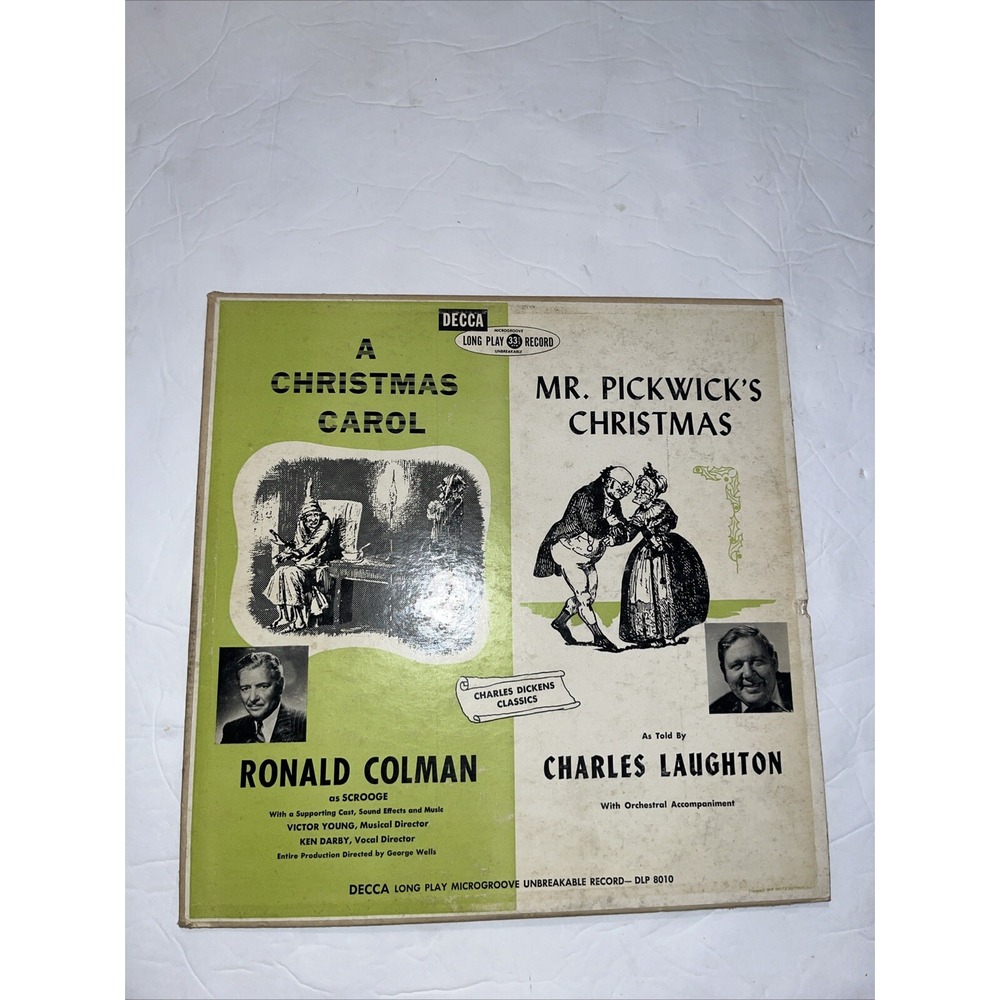 DECCA
MICROGROOVE
LONG PLAY 33⅓ RECORD
UNBREAKABLE
A
CHRISTMAS
CAROL
MR. PICKWICK'S
CHRISTMAS
CHARLES DICKENS
CLASSICS
RONALD COLMAN
as SCROOGE
With a Supporting Cast, Sound Effects and Music
VICTOR YOUNG, Musical Director
KEN DARBY, Vocal Director
Entire Production Directed by George Wells
As Told By
CHARLES LAUGHTON
With Orchestral Accompaniment
DECCA LONG PLAY MICROGROOVE UNBREAKABLE RECORD—DLP 8010